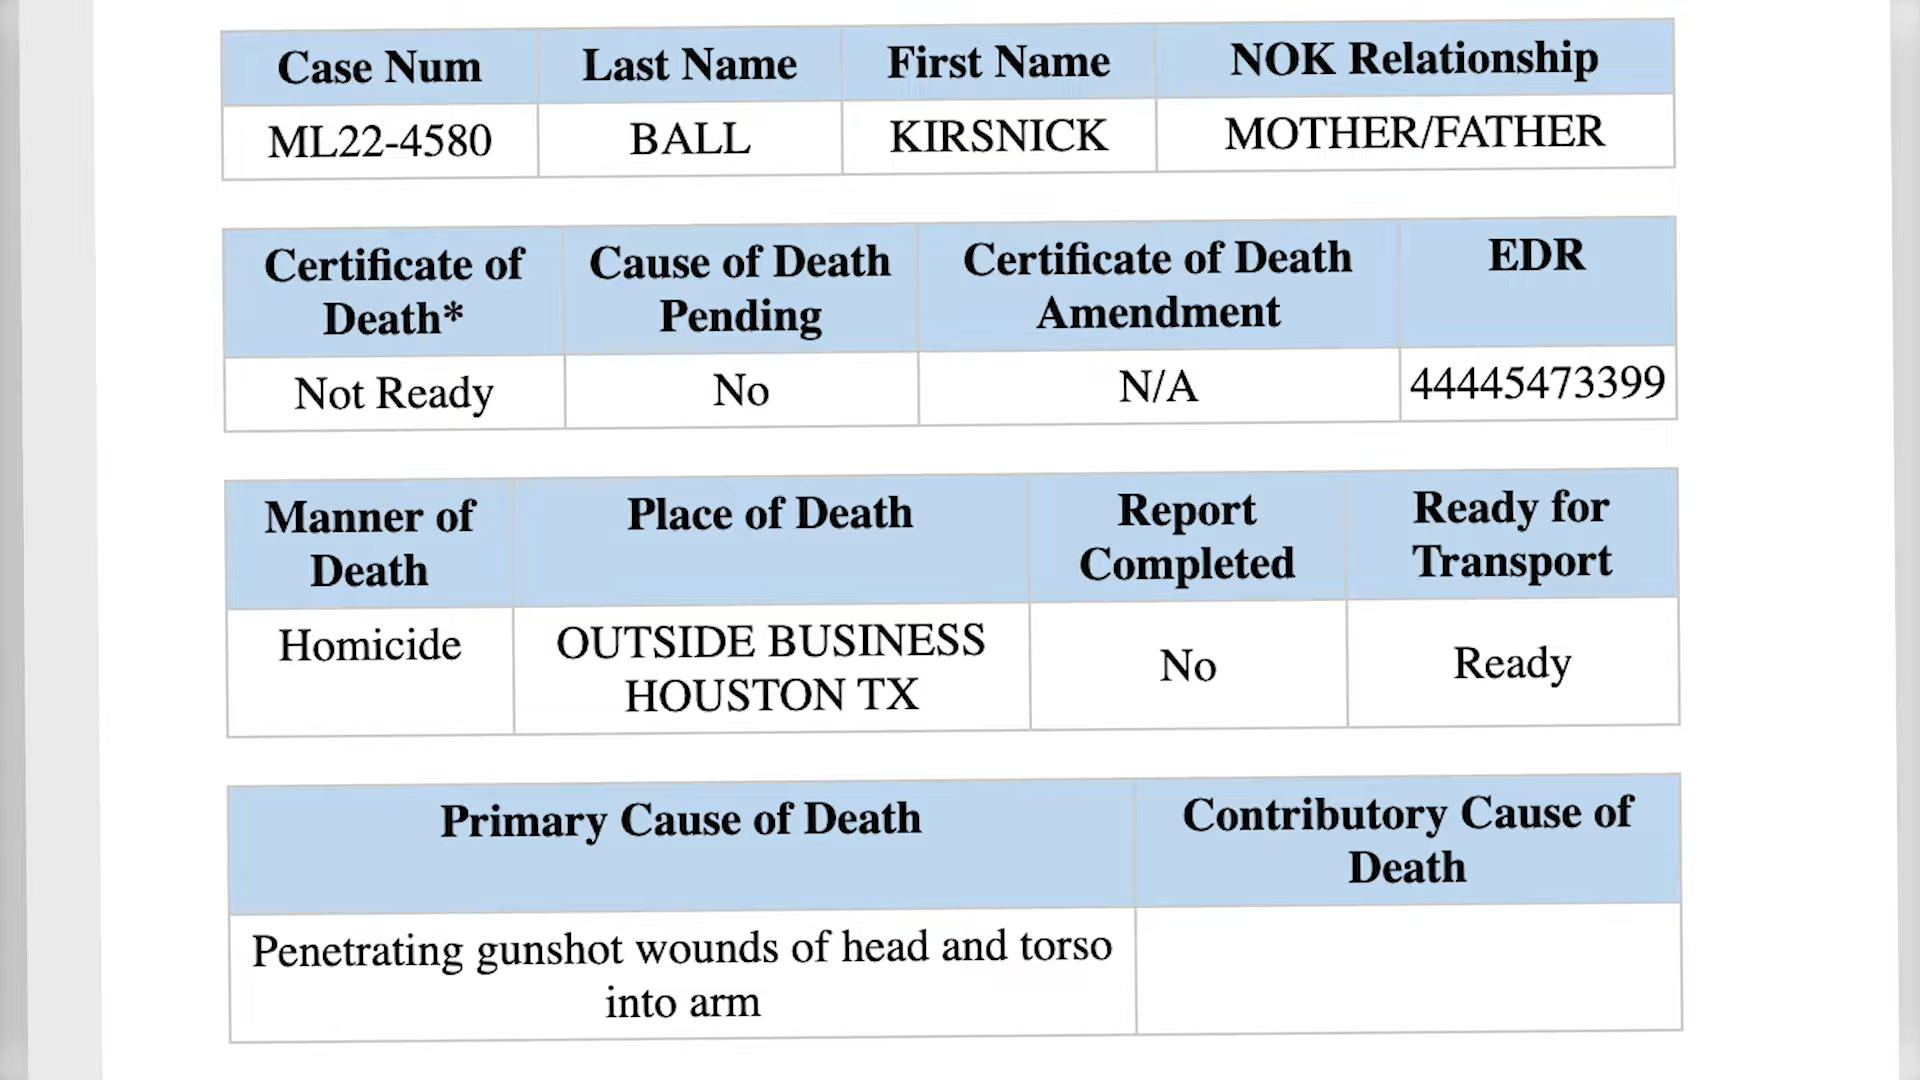 Case Num Last Name First Name NOK Relationship
ML22-4580 BALL KIRSNICK MOTHER/FATHER
Certificate of Death* Cause of Death Pending Certificate of Death Amendment EDR
Not Ready No N/A 44445473399
Manner of Death Place of Death Report Completed Ready for Transport
Homicide OUTSIDE BUSINESS HOUSTON TX No Ready
Primary Cause of Death Contributory Cause of Death
Penetrating gunshot wounds of head and torso
into arm